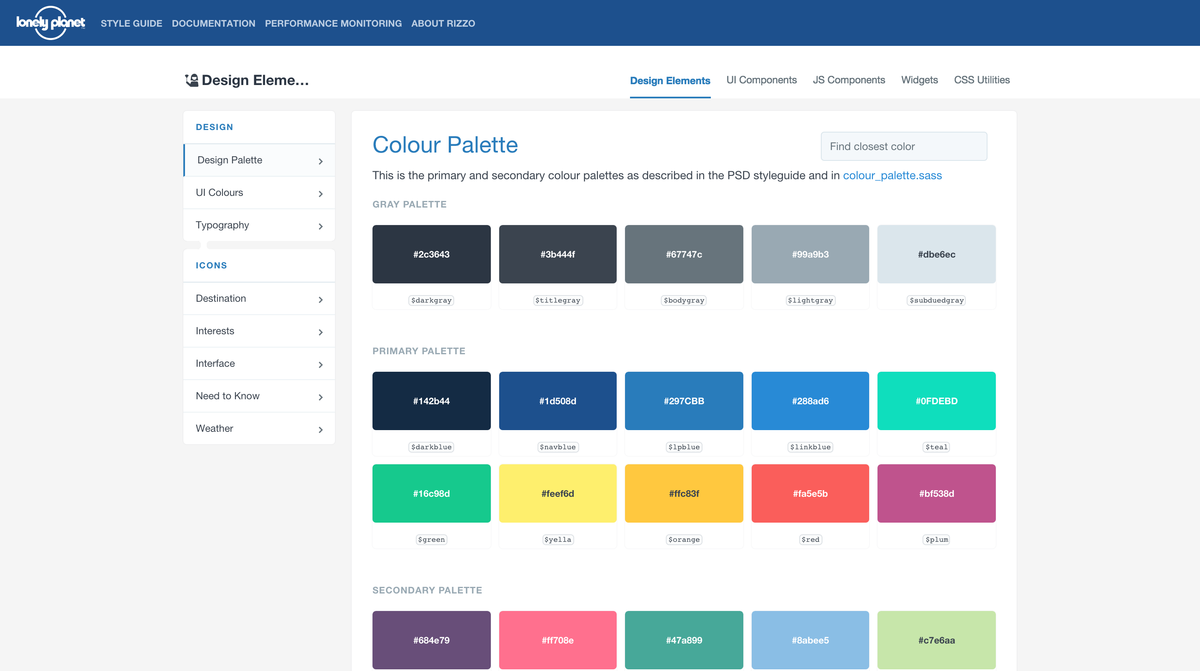 lonely planet
STYLE GUIDE DOCUMENTATION PERFORMANCE MONITORING ABOUT RIZZO
Design Eleme...
Design Elements UI Components JS Components Widgets CSS Utilities
DESIGN
Design Palette
UI Colours
Typography
ICONS
Destination
Interests
Interface
Need to Know
Weather
Colour Palette
Find closest color
This is the primary and secondary colour palettes as described in the PSD styleguide and in colour_palette.sass
GRAY PALETTE
#2c3643 #3b444f #67747c #99a9b3 #dbe6ec
$darkgray $titlegray $bodygray $lightgray $subduedgray
PRIMARY PALETTE
#142b44 #1d508d #297CBB #288ad6 #0FDEBD
$darkblue $navblue $lpblue $linkblue $teal
#16c98d #feef6d #ffc83f #fa5e5b #bf538d
$green $yella $orange $red $plum
SECONDARY PALETTE
#684e79 #ff708e #47a899 #8abee5 #c7e6aa